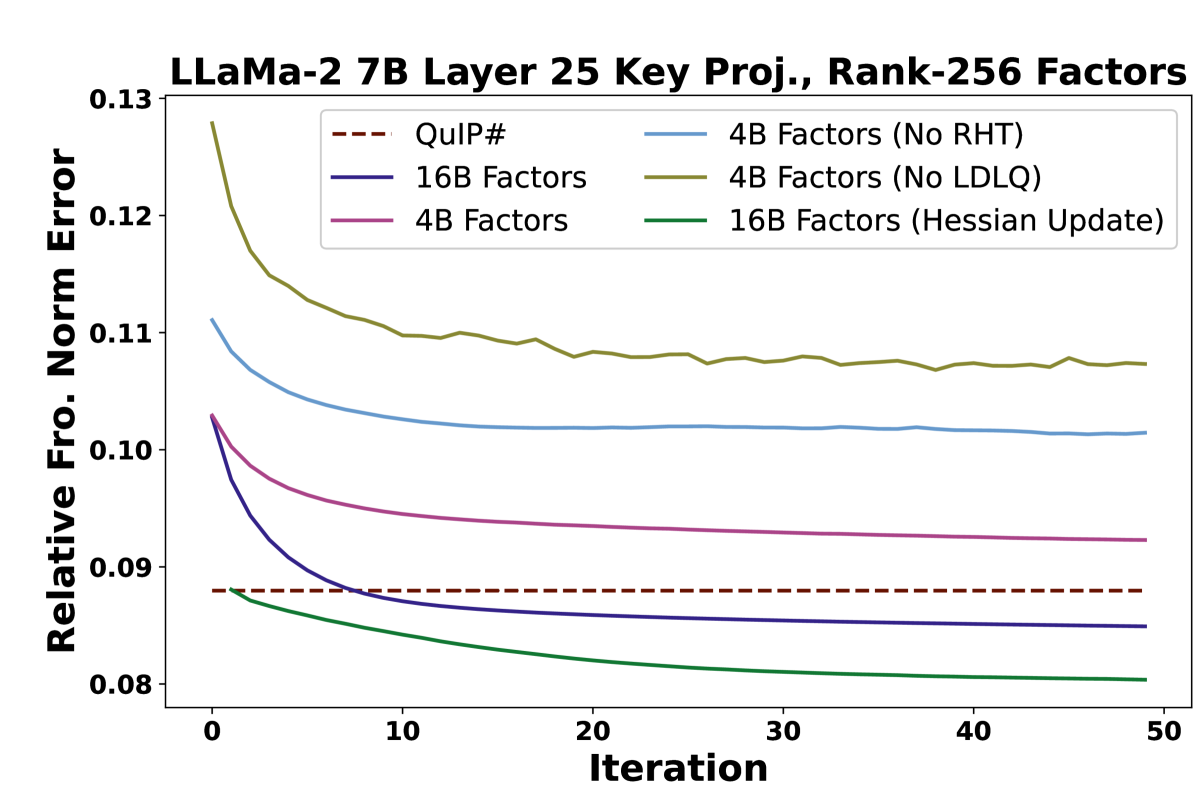 LLaMa-2 7B Layer 25 Key Proj., Rank-256 Factors
Relative Fro. Norm Error
0.13
0.12
0.11
0.10
0.09
0.08
QuIP#
16B Factors
4B Factors
4B Factors (No RHT)
4B Factors (No LDLQ)
16B Factors (Hessian Update)
0 10 20 30 40 50
Iteration